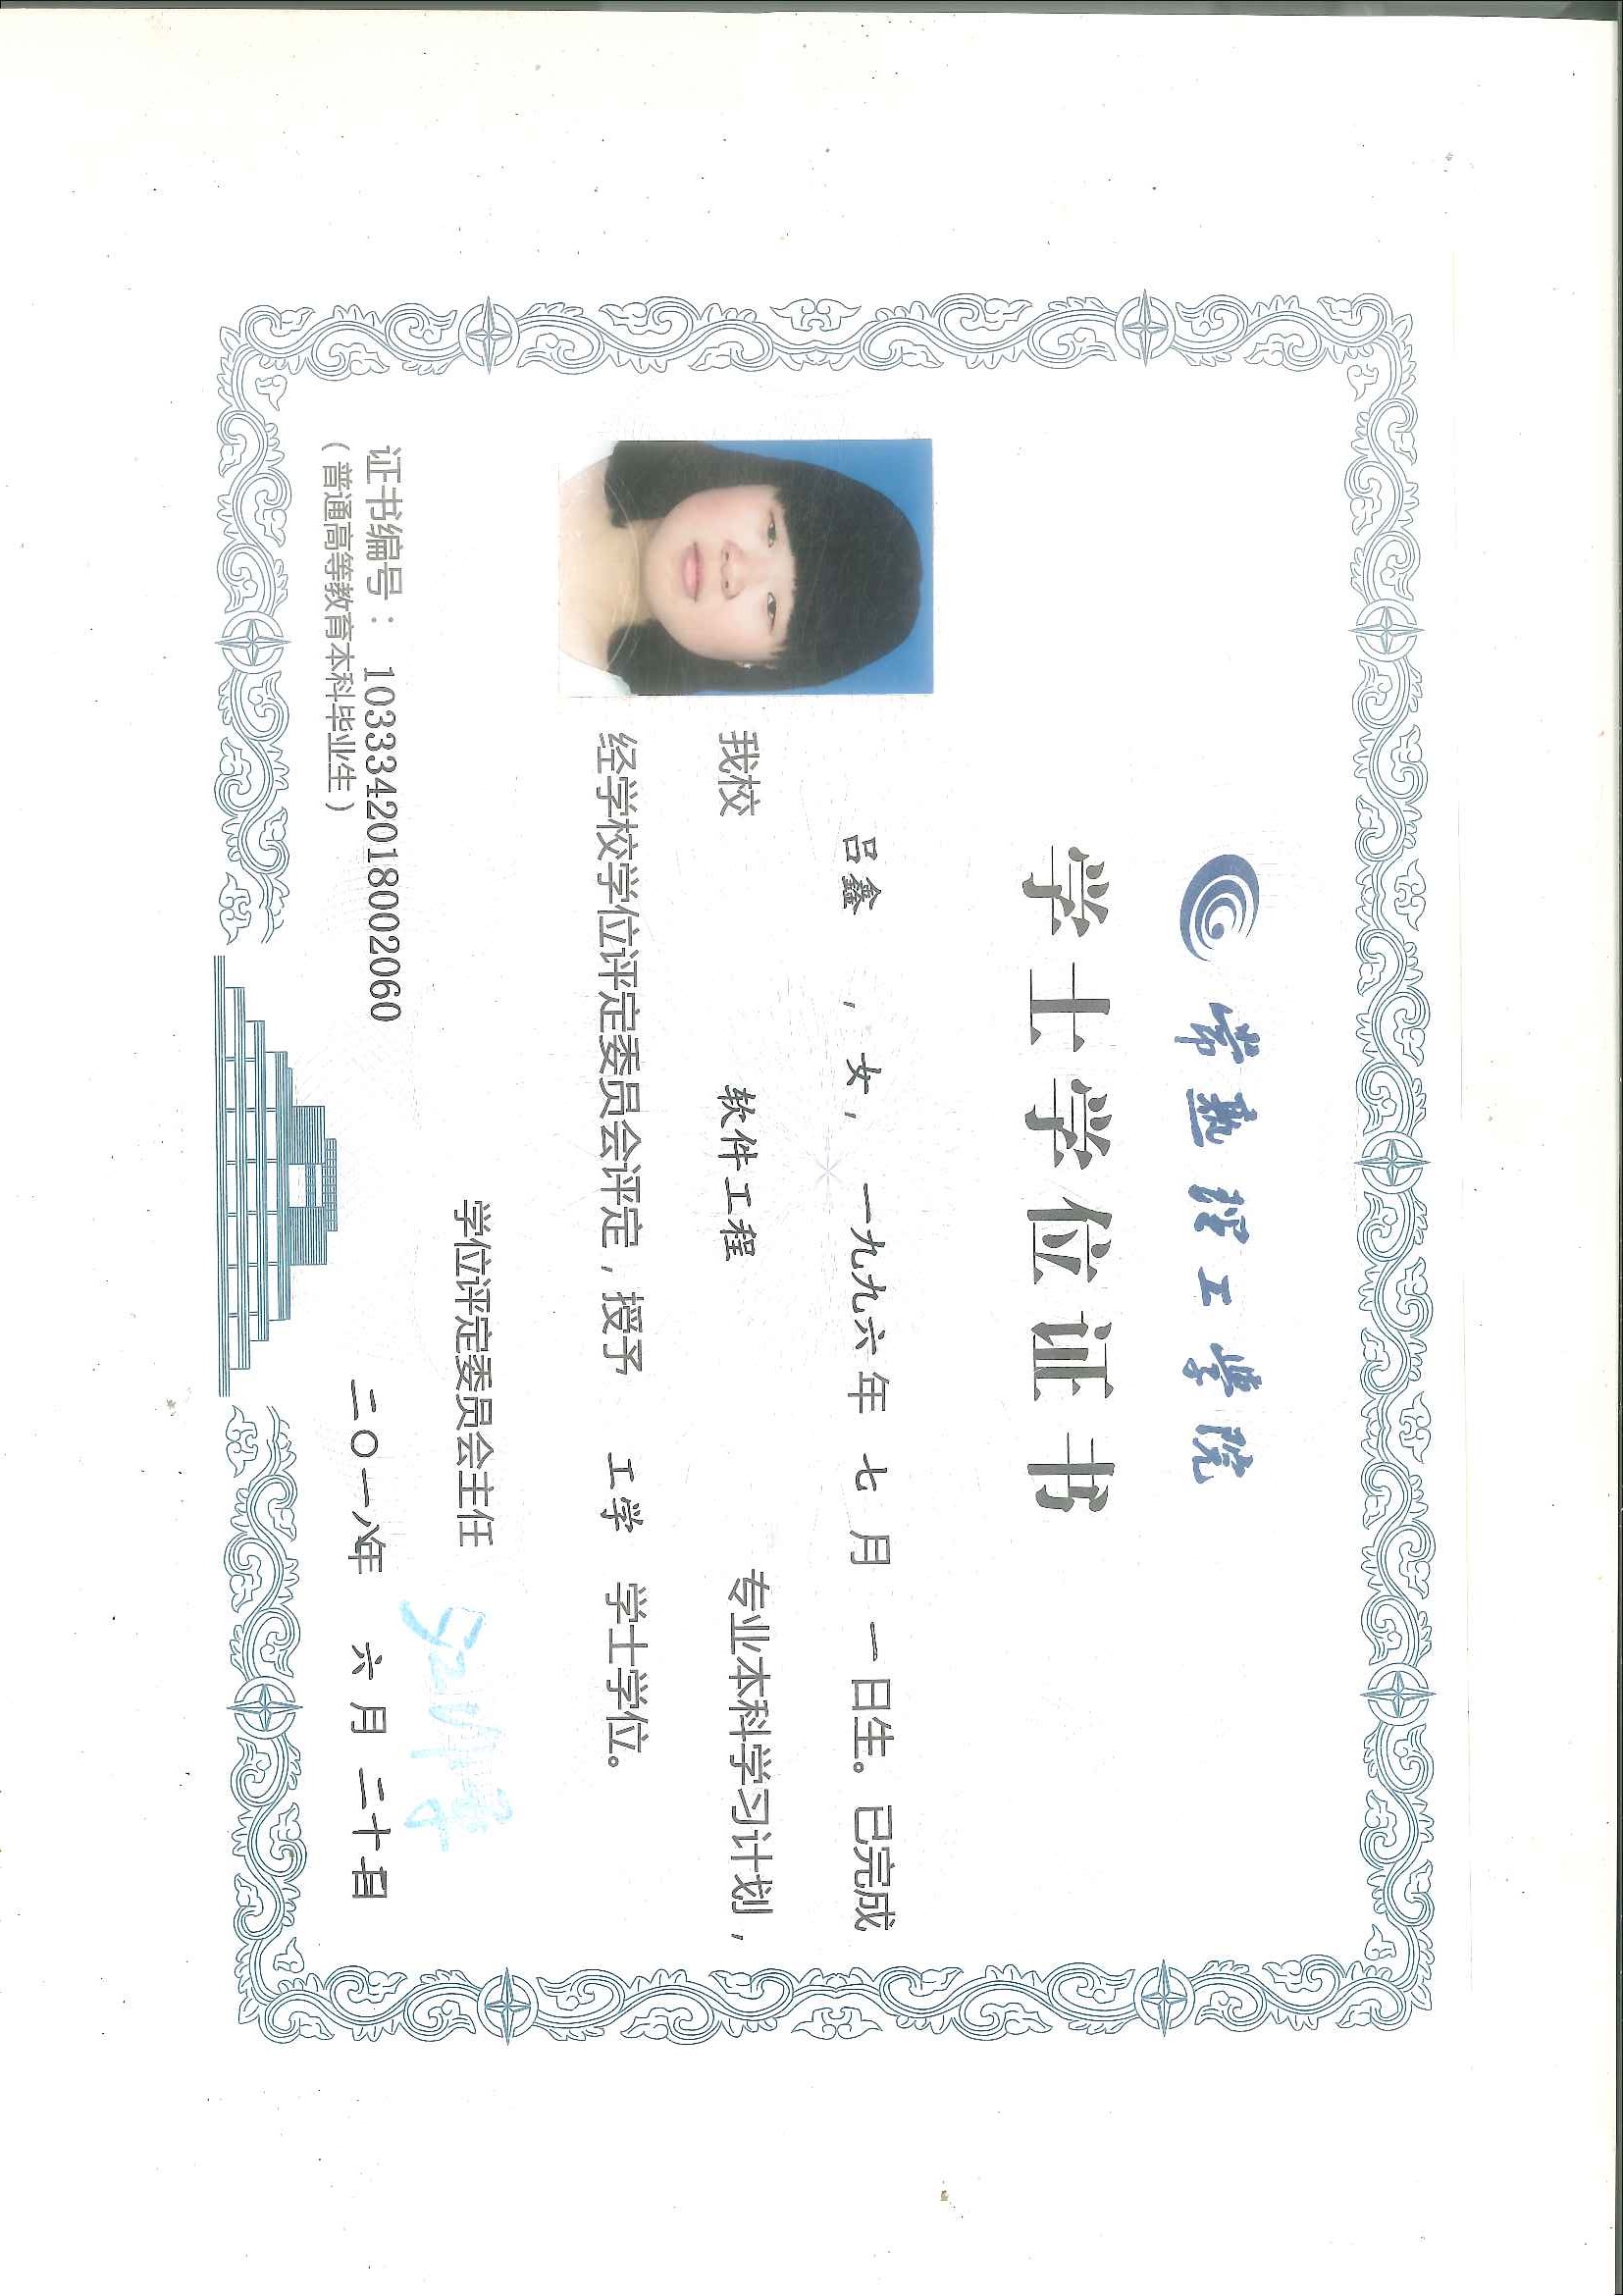 常熟理工学院
学士学位证书
吕鑫，女，一九九六年七月一日生。已完成
我校软件工程专业本科学习计划，
经学校学位评定委员会评定，授予工学学士学位。
学位评定委员会主任
证书编号：1033342018002060
二〇一八年六月二十日
（普通高等教育本科毕业生）